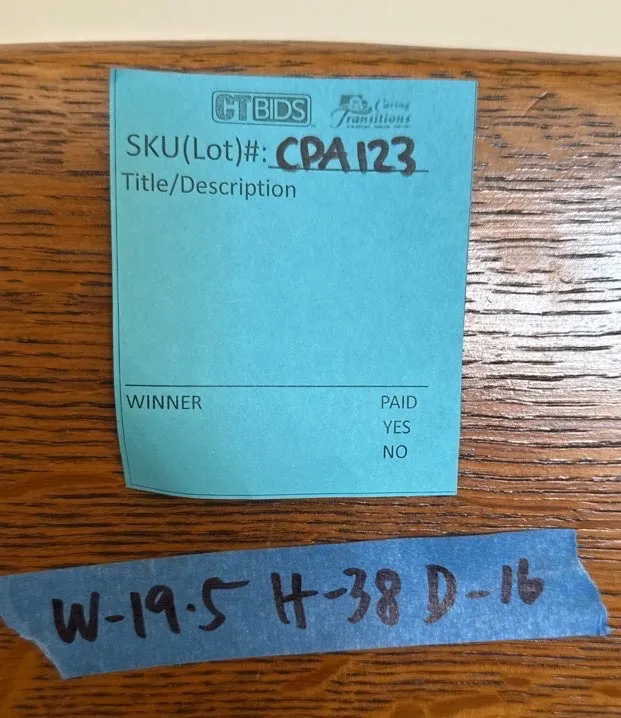 CTBIDS
Caring
Transitions
SKU(Lot)#: CPA123
Title/Description
WINNER PAID
YES
NO
W-19.5 H-38 D-16